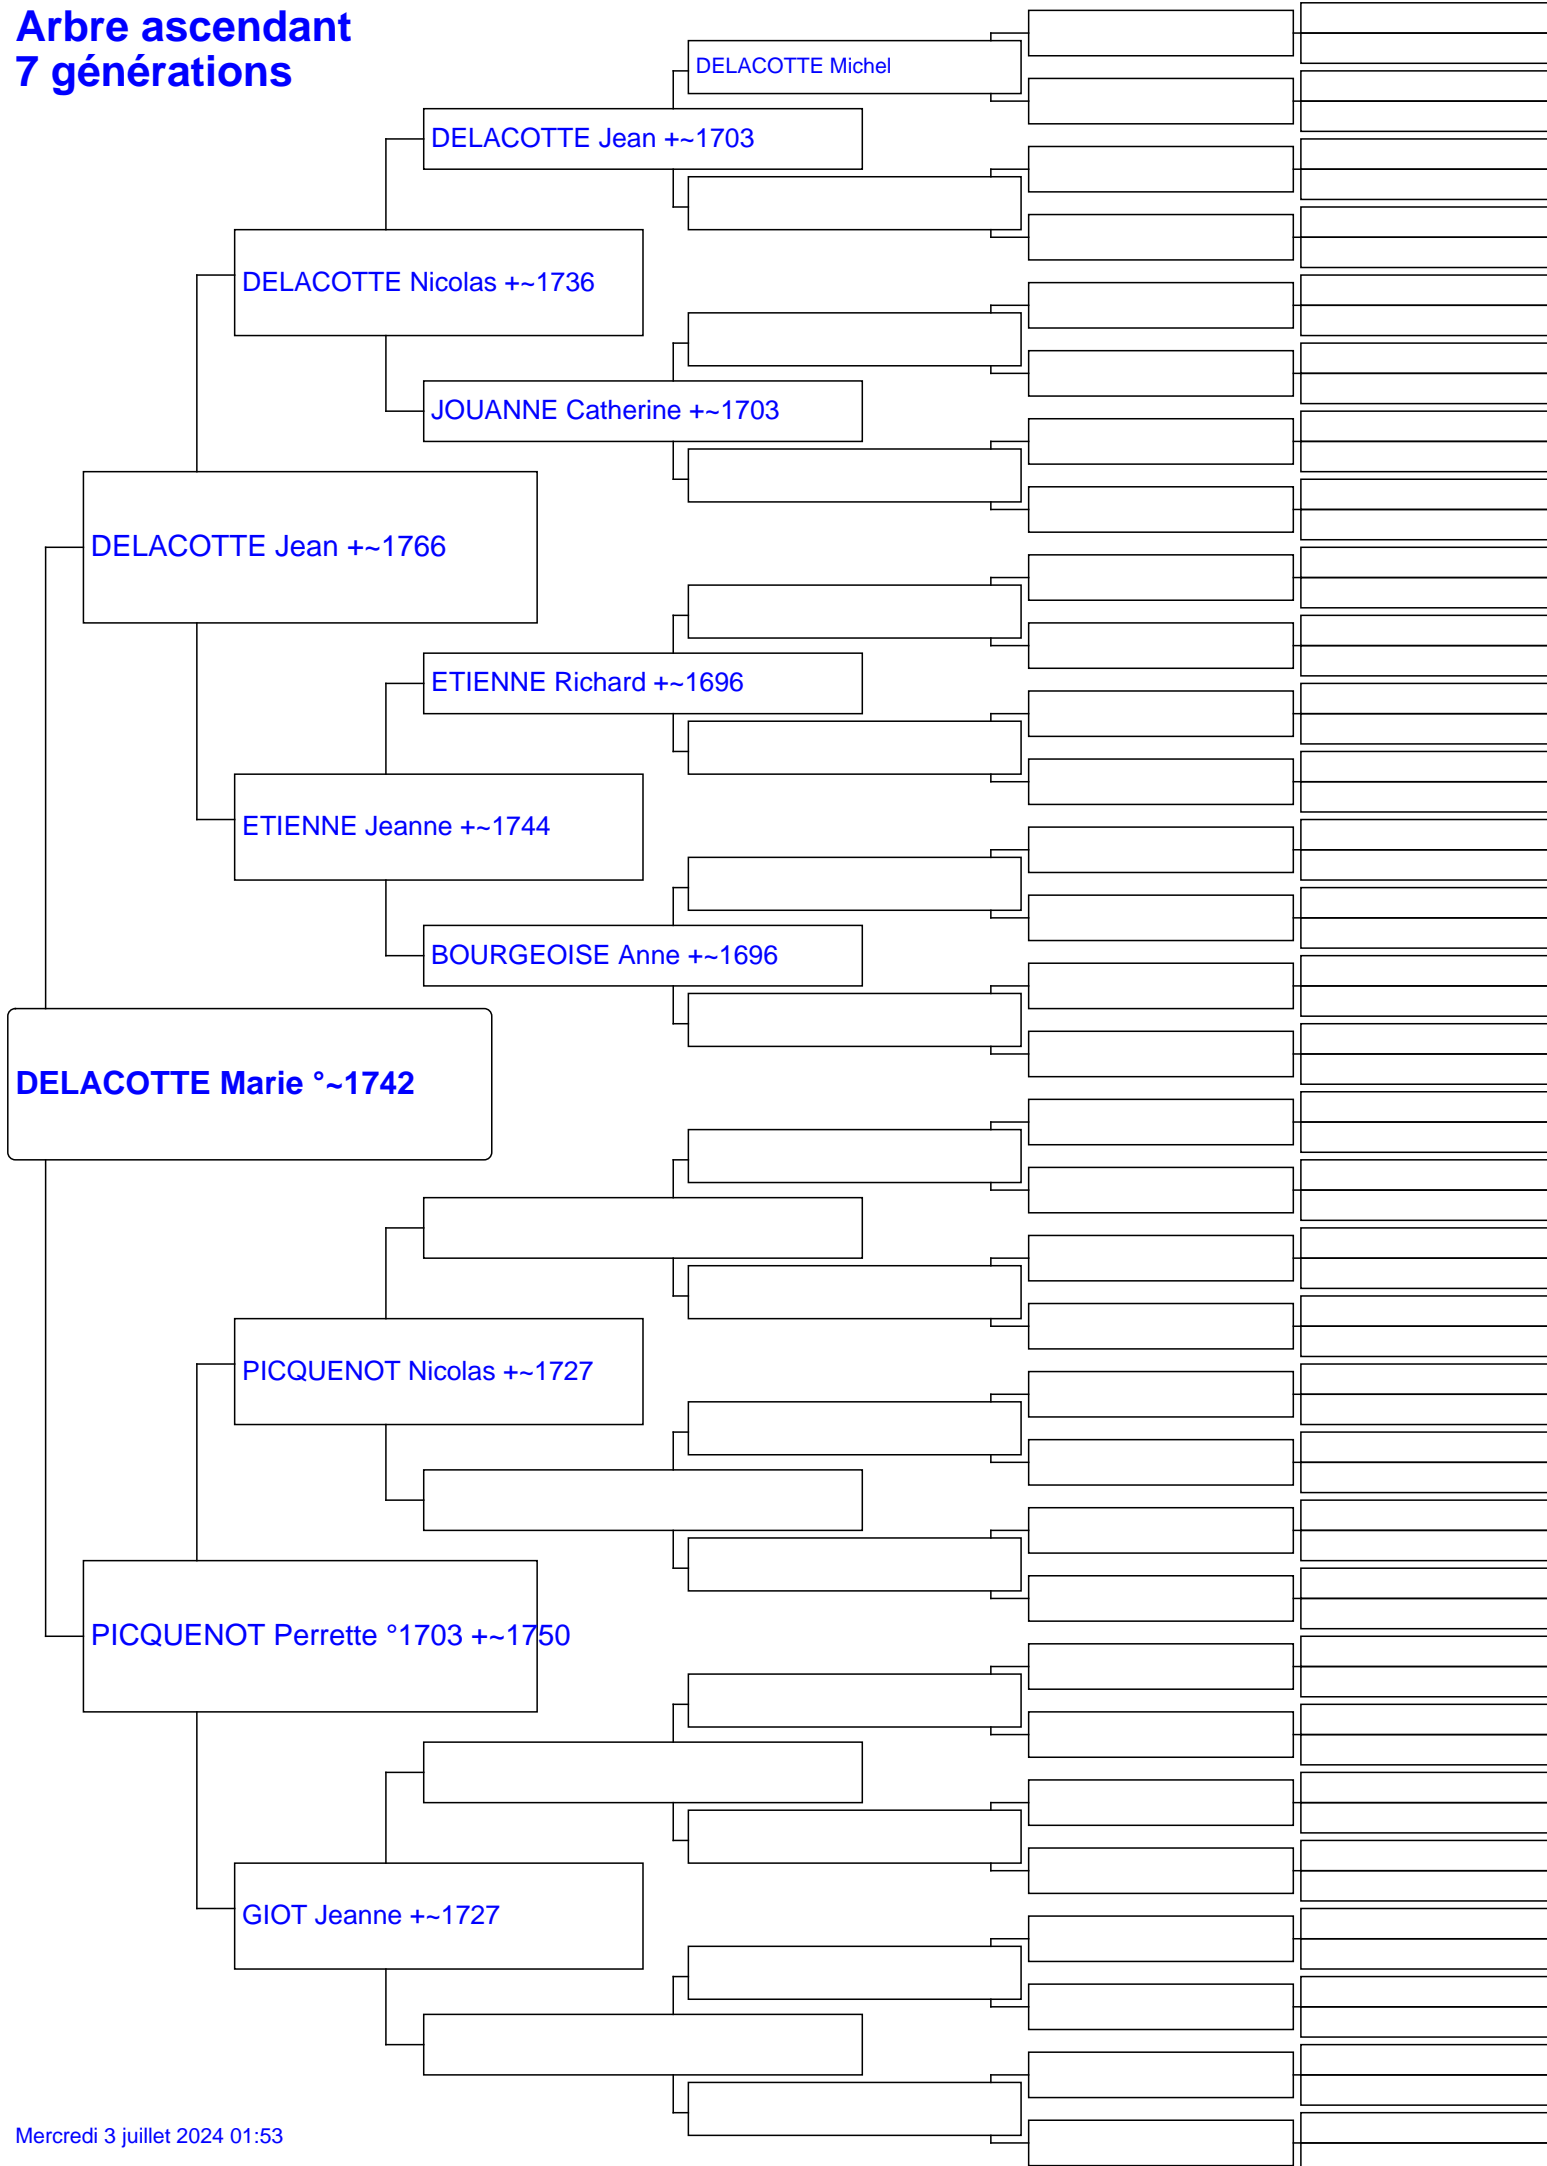 Arbre ascendant
7 générations
DELACOTTE Michel
DELACOTTE Jean +~1703
DELACOTTE Nicolas +~1736
JOUANNE Catherine +~1703
DELACOTTE Jean +~1766
ETIENNE Richard +~1696
ETIENNE Jeanne +~1744
BOURGEOISE Anne +~1696
DELACOTTE Marie °~1742
PICQUENOT Nicolas +~1727
PICQUENOT Perrette °1703 +~1750
GIOT Jeanne +~1727
Mercredi 3 juillet 2024 01:53